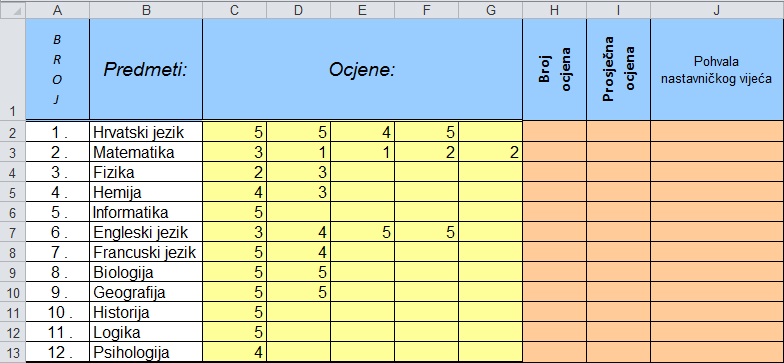 A B C D E F G H I J
1 B R O J Predmeti: Ocjene: Broj ocjena Prosječna ocjena Pohvala nastavničkog vijeća
2 1 . Hrvatski jezik 5 5 4 5
3 2 . Matematika 3 1 1 2 2
4 3 . Fizika 2 3
5 4 . Hemija 4 3
6 5 . Informatika 5
7 6 . Engleski jezik 3 4 5 5
8 7 . Francuski jezik 5 4
9 8 . Biologija 5 5
10 9 . Geografija 5 5
11 10 . Historija 5
12 11 . Logika 5
13 12 . Psihologija 4